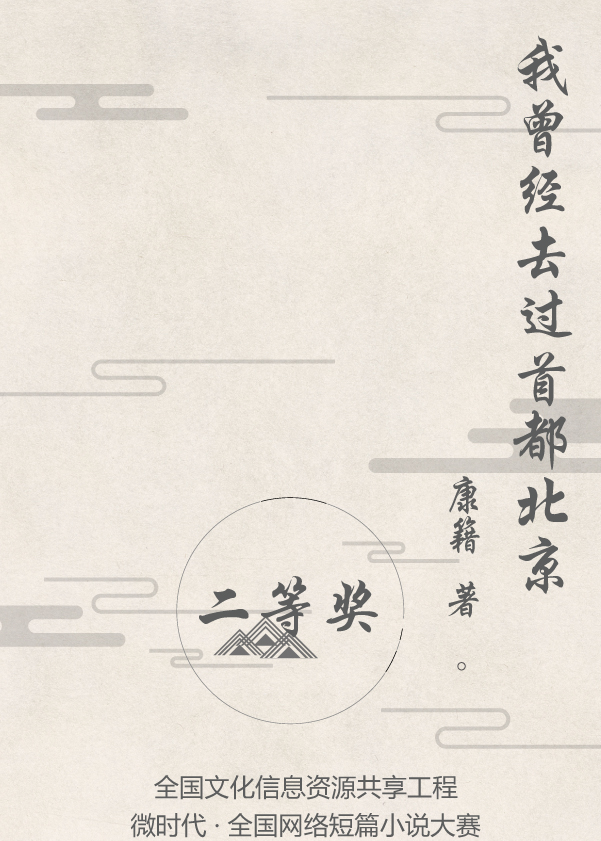 我曾经去过首都北京
康籍 著
二等奖
全国文化信息资源共享工程
微时代·全国网络短篇小说大赛